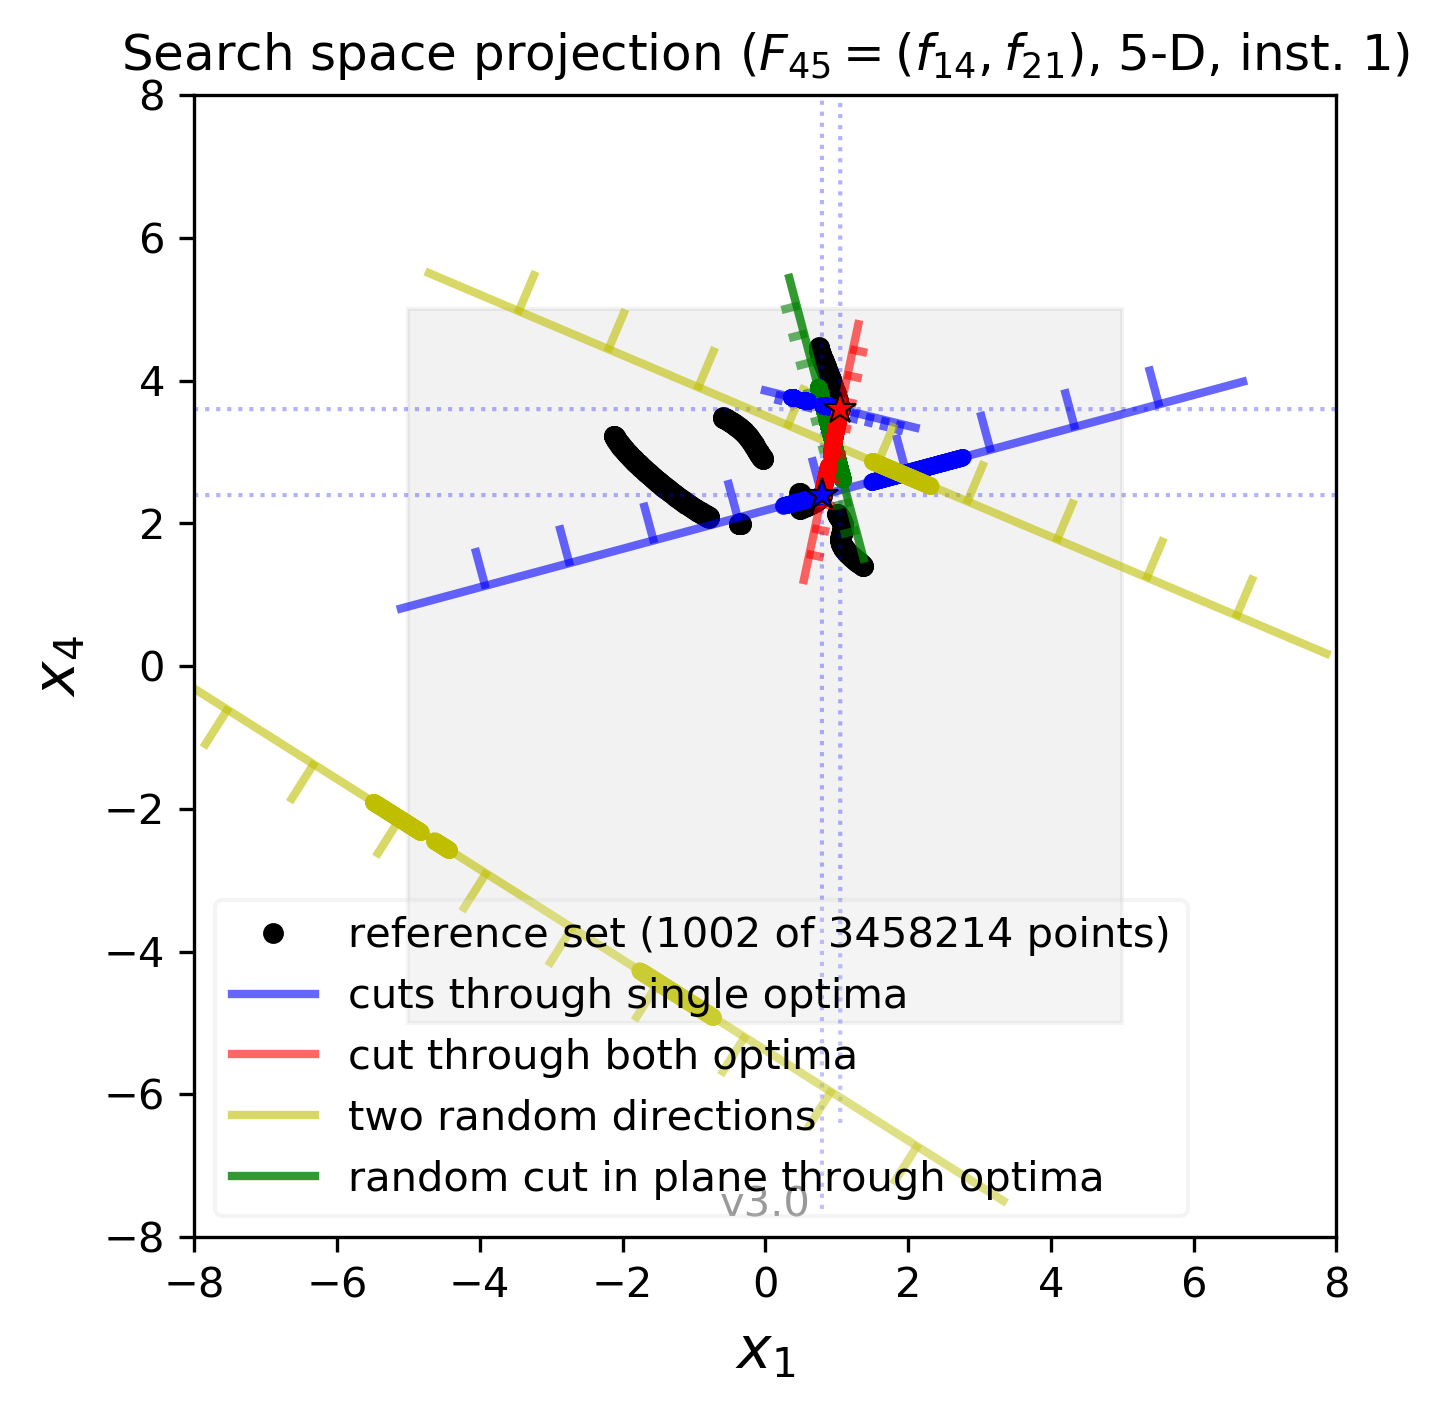 Search space projection (F45 = (f14, f21), 5-D, inst. 1)
8
6
4
2
0
−2
−4
−6
−8
x4
reference set (1002 of 3458214 points)
cuts through single optima
cut through both optima
two random directions
random cut in plane through optima
v3.0
−8 −6 −4 −2 0 2 4 6 8
x1